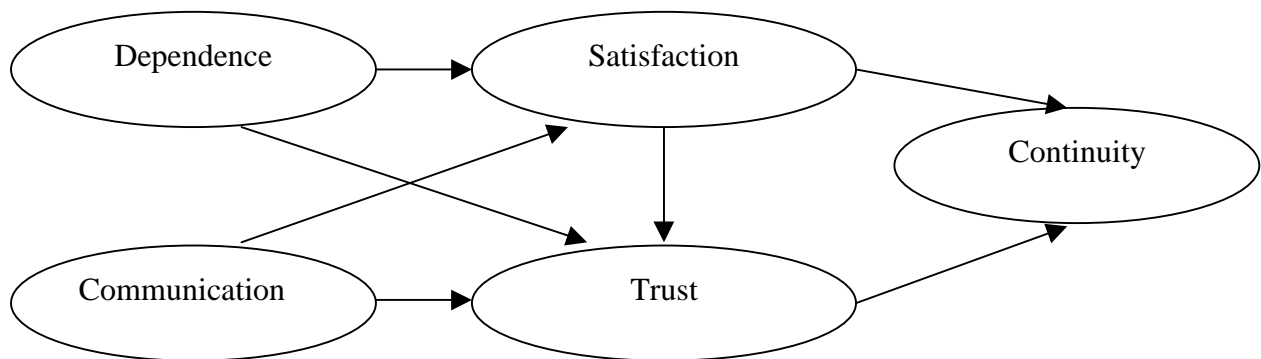 Dependence
Satisfaction
Continuity
Communication
Trust